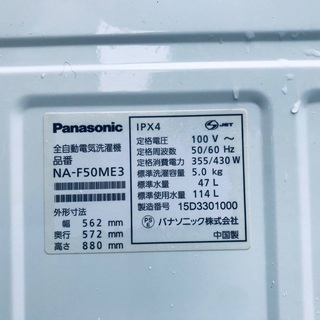 Panasonic
全自動電気洗濯機
品番
NA-F50ME3
外形寸法
幅 562 mm
奥行 572 mm
高さ 880 mm
IPX4
JET
定格電圧 100 V ～
定格周波数 50/60 Hz
定格消費電力 355/430 W
標準洗濯容量 5.0 kg
標準水量 47 L
標準使用水量 114 L
製造番号 15D3301000
PSE パナソニック株式会社
中国製